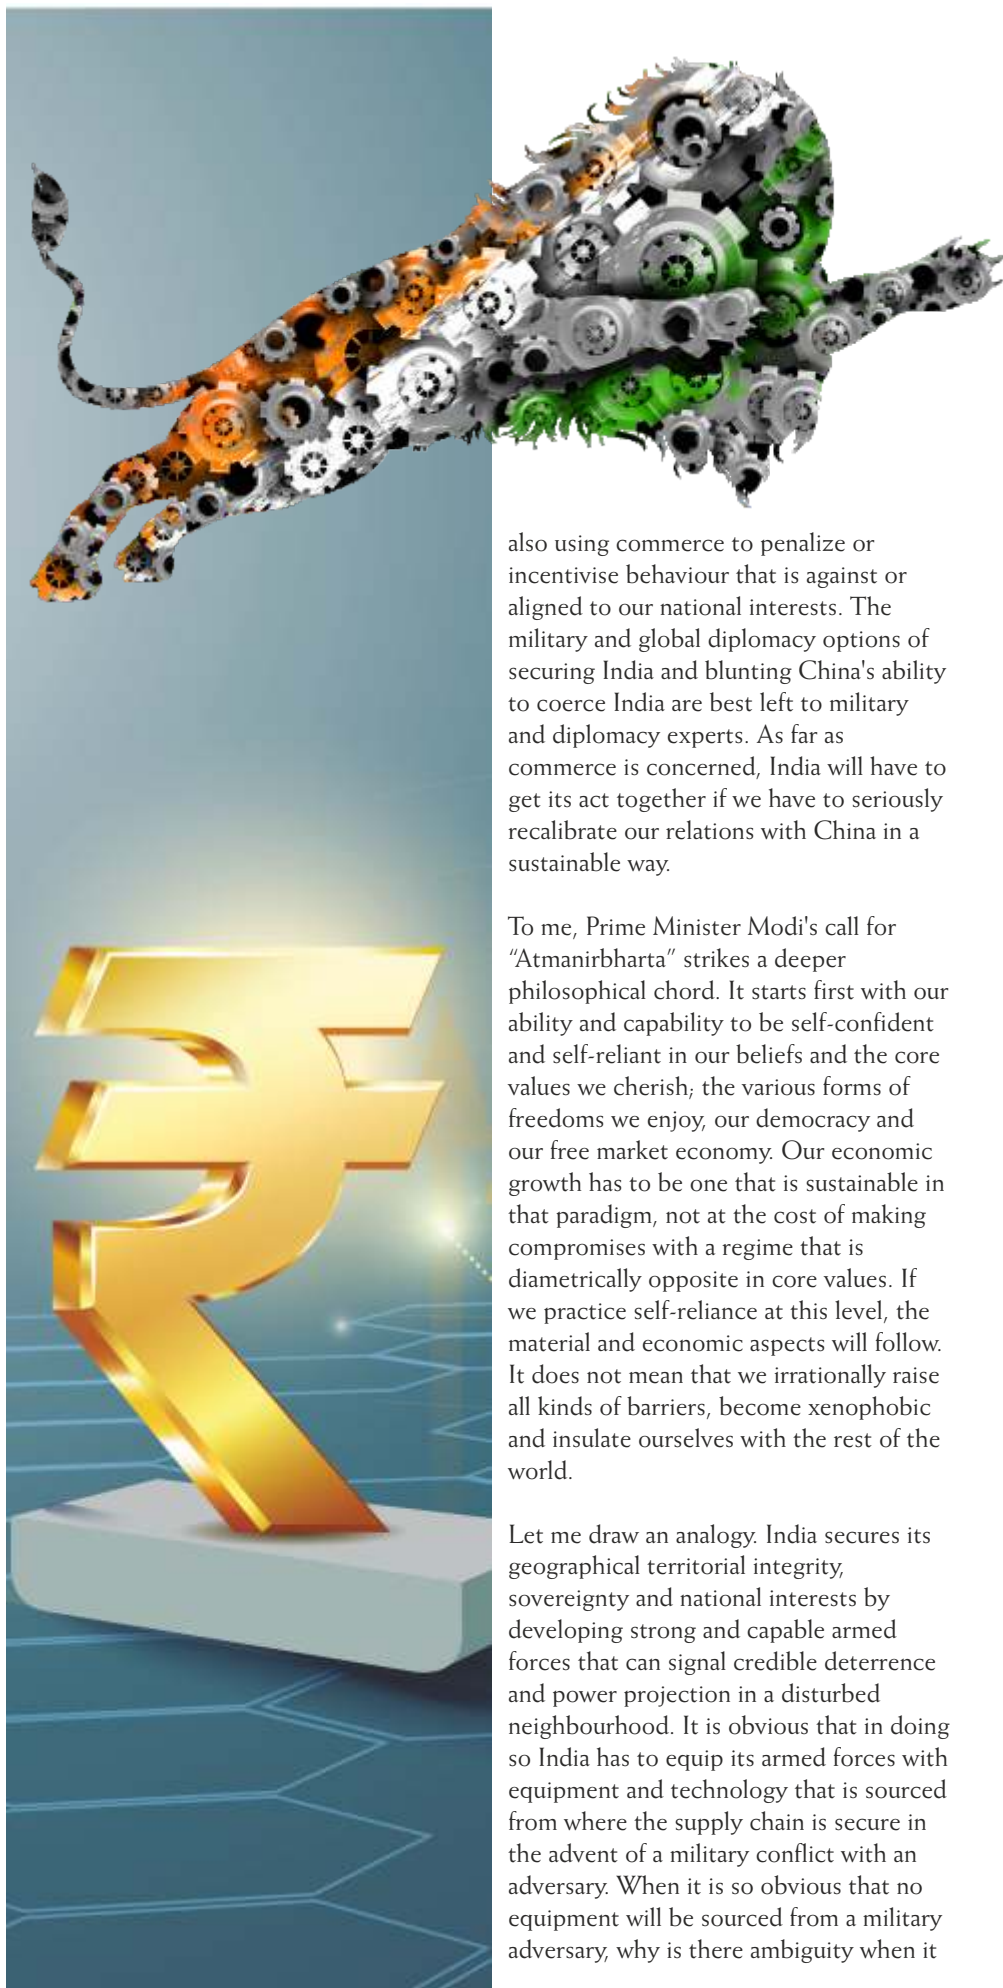 also using commerce to penalize or
incentivise behaviour that is against or
aligned to our national interests. The
military and global diplomacy options of
securing India and blunting China's ability
to coerce India are best left to military
and diplomacy experts. As far as
commerce is concerned, India will have to
get its act together if we have to seriously
recalibrate our relations with China in a
sustainable way.
To me, Prime Minister Modi's call for
“Atmanirbharta” strikes a deeper
philosophical chord. It starts first with our
ability and capability to be self-confident
and self-reliant in our beliefs and the core
values we cherish; the various forms of
freedoms we enjoy, our democracy and
our free market economy. Our economic
growth has to be one that is sustainable in
that paradigm, not at the cost of making
compromises with a regime that is
diametrically opposite in core values. If
we practice self-reliance at this level, the
material and economic aspects will follow.
It does not mean that we irrationally raise
all kinds of barriers, become xenophobic
and insulate ourselves with the rest of the
world.
Let me draw an analogy. India secures its
geographical territorial integrity,
sovereignty and national interests by
developing strong and capable armed
forces that can signal credible deterrence
and power projection in a disturbed
neighbourhood. It is obvious that in doing
so India has to equip its armed forces with
equipment and technology that is sourced
from where the supply chain is secure in
the advent of a military conflict with an
adversary. When it is so obvious that no
equipment will be sourced from a military
adversary, why is there ambiguity when it
₹